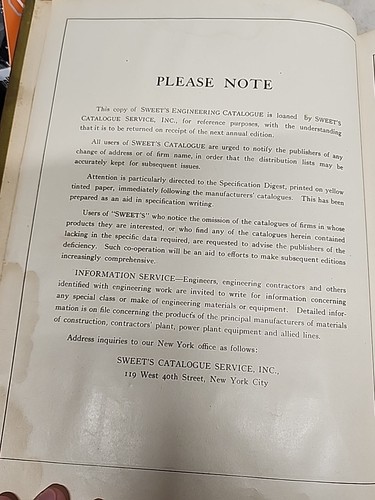 PLEASE NOTE
This copy of SWEET'S ENGINEERING CATALOGUE is loaned by SWEET'S
CATALOGUE SERVICE, INC., for reference purposes, with the understanding
that it is to be returned on receipt of the next annual edition.
All users of SWEET'S CATALOGUE are urged to notify the publishers of any
change of address or of firm name, in order that the distribution lists may be
accurately kept for subsequent issues.
Attention is particularly directed to the Specification Digest, printed on yellow
tinted paper, immediately following the manufacturers' catalogues. This has been
prepared as an aid in specification writing.
Users of "SWEET'S" who notice the omission of the catalogues of firms in whose
products they are interested, or who find any of the catalogues herein contained
lacking in the specific data required, are requested to advise the publishers of the
deficiency. Such co-operation will be an aid to efforts to make subsequent editions
increasingly comprehensive.
INFORMATION SERVICE—Engineers, engineering contractors and others
identified with engineering work are invited to write for information concerning
any special class or make of engineering materials or equipment. Detailed infor-
mation is on file concerning the products of the principal manufacturers of materials
of construction, contractors' plant, power plant equipment and allied lines.
Address inquiries to our New York office as follows:
SWEET'S CATALOGUE SERVICE, INC.,
119 West 40th Street, New York City